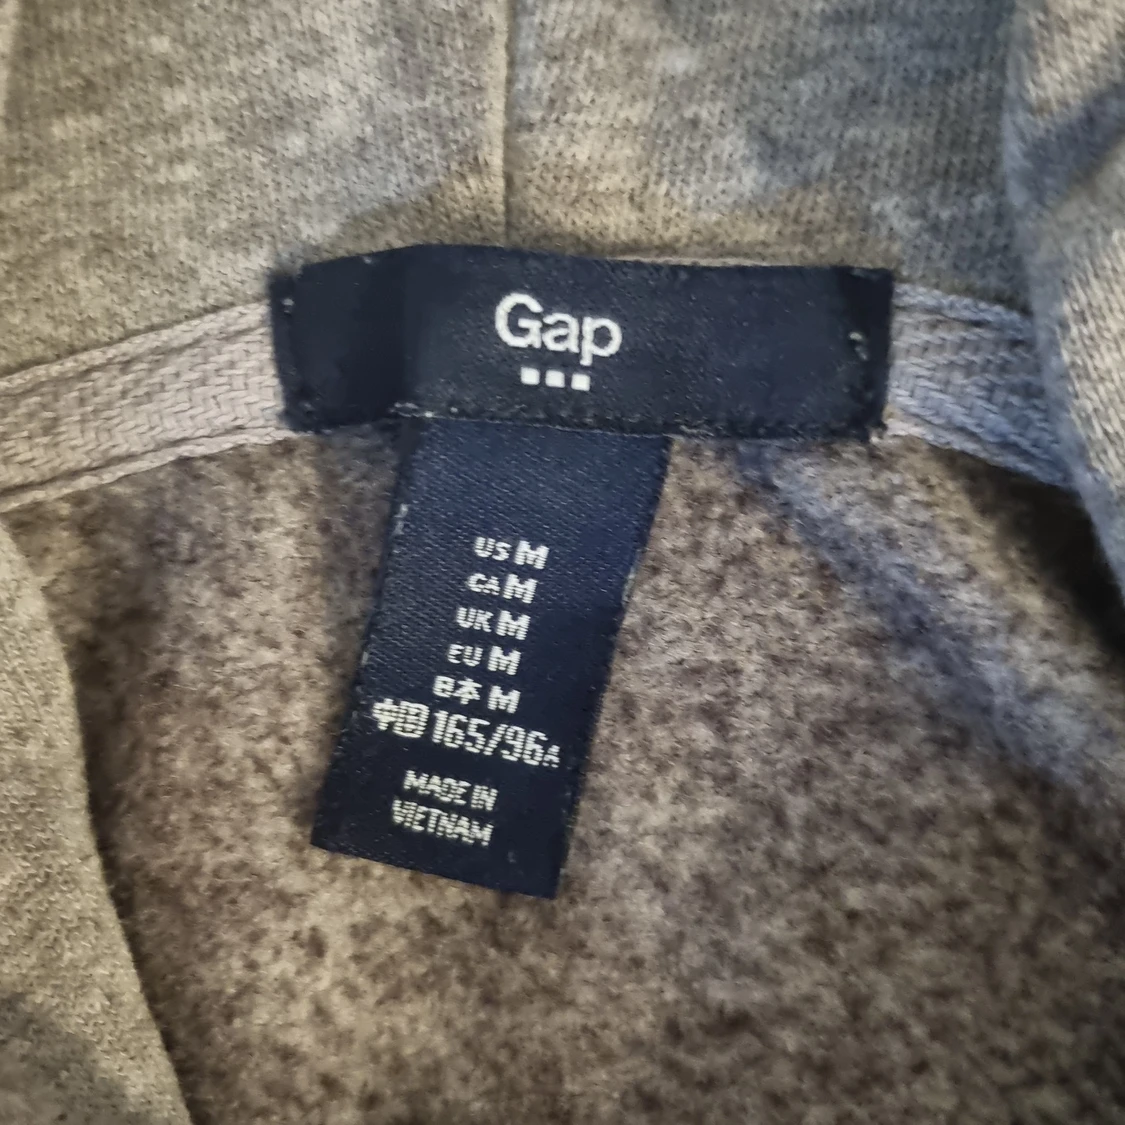 Gap
US M
CA M
UK M
EU M
日本 M
中国 165/96A
MADE IN
VIETNAM